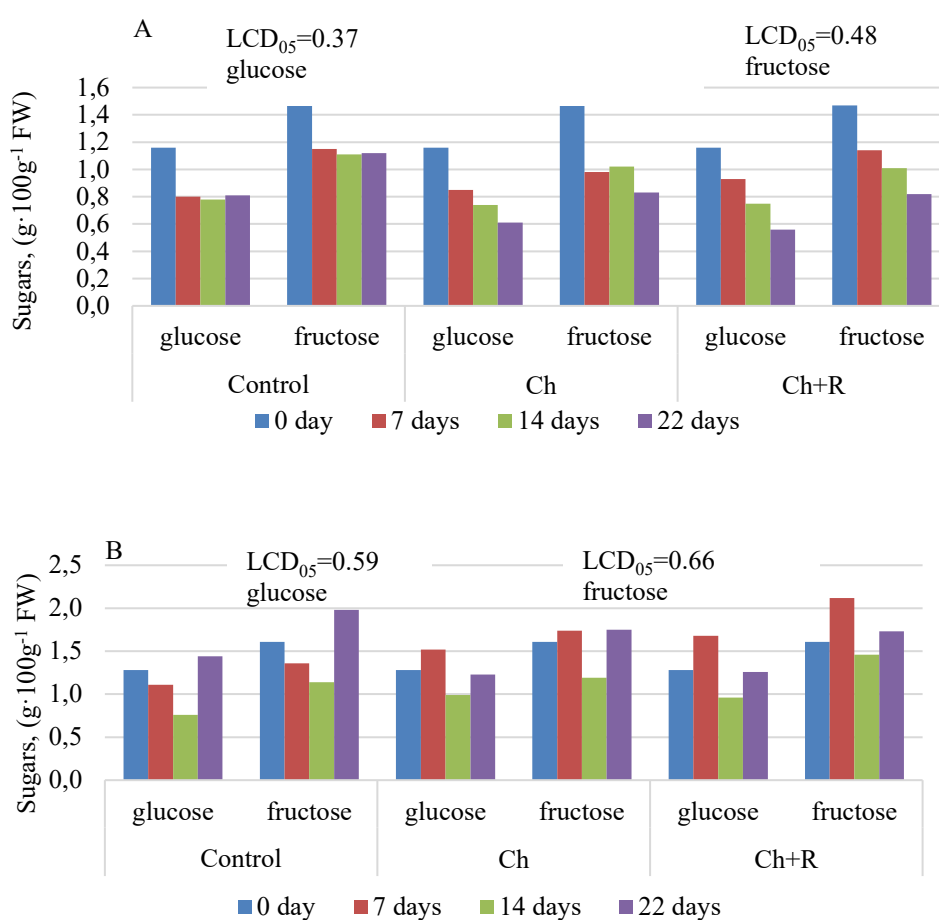 A
LCD₀₅=0.37
glucose
LCD₀₅=0.48
fructose
Sugars, (g·100g⁻¹ FW)
1,6
1,4
1,2
1,0
0,8
0,6
0,4
0,2
0,0
glucose fructose glucose fructose glucose fructose
Control Ch Ch+R
0 day 7 days 14 days 22 days
B
LCD₀₅=0.59
glucose
LCD₀₅=0.66
fructose
Sugars, (g·100g⁻¹ FW)
2,5
2,0
1,5
1,0
0,5
0,0
glucose fructose glucose fructose glucose fructose
Control Ch Ch+R
0 day 7 days 14 days 22 days